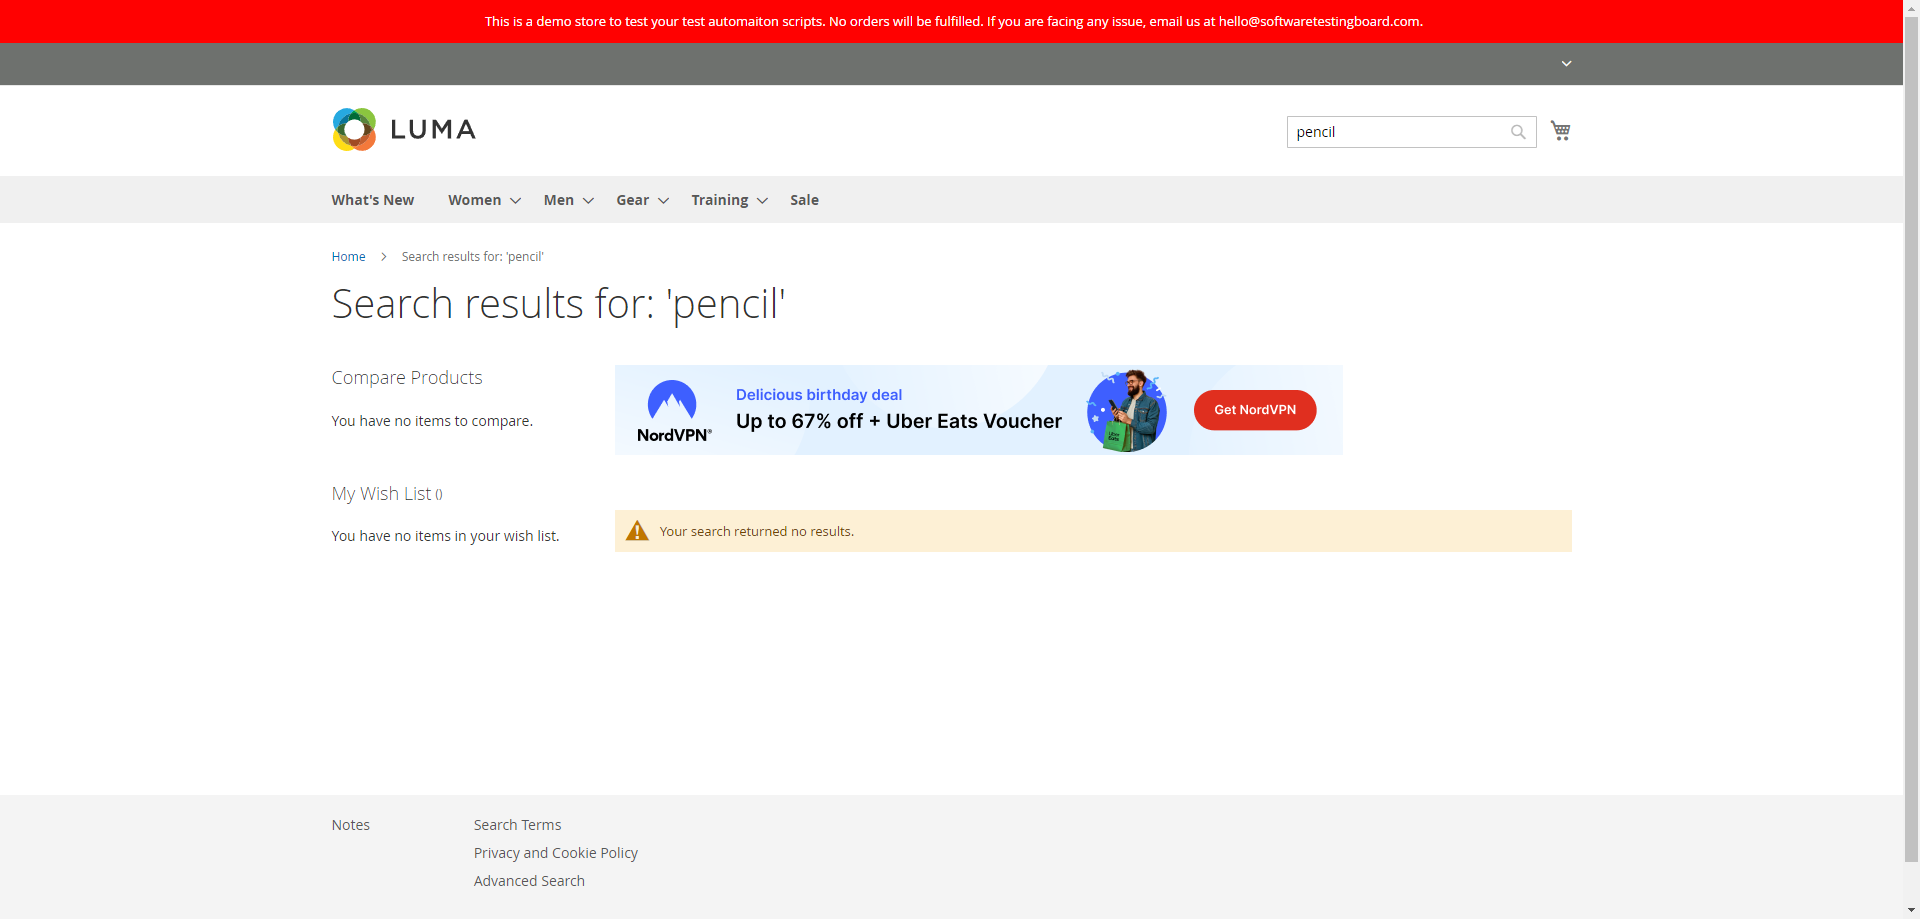 This is a demo store to test your test automaiton scripts. No orders will be fulfilled. If you are facing any issue, email us at hello@softwaretestingboard.com.
LUMA
pencil
What's New Women Men Gear Training Sale
Home Search results for: 'pencil'
Search results for: 'pencil'
Compare Products
You have no items to compare.
My Wish List ()
You have no items in your wish list.
NordVPN®
Delicious birthday deal
Up to 67% off + Uber Eats Voucher
Uber
Eats
Get NordVPN
Your search returned no results.
Notes
Search Terms
Privacy and Cookie Policy
Advanced Search